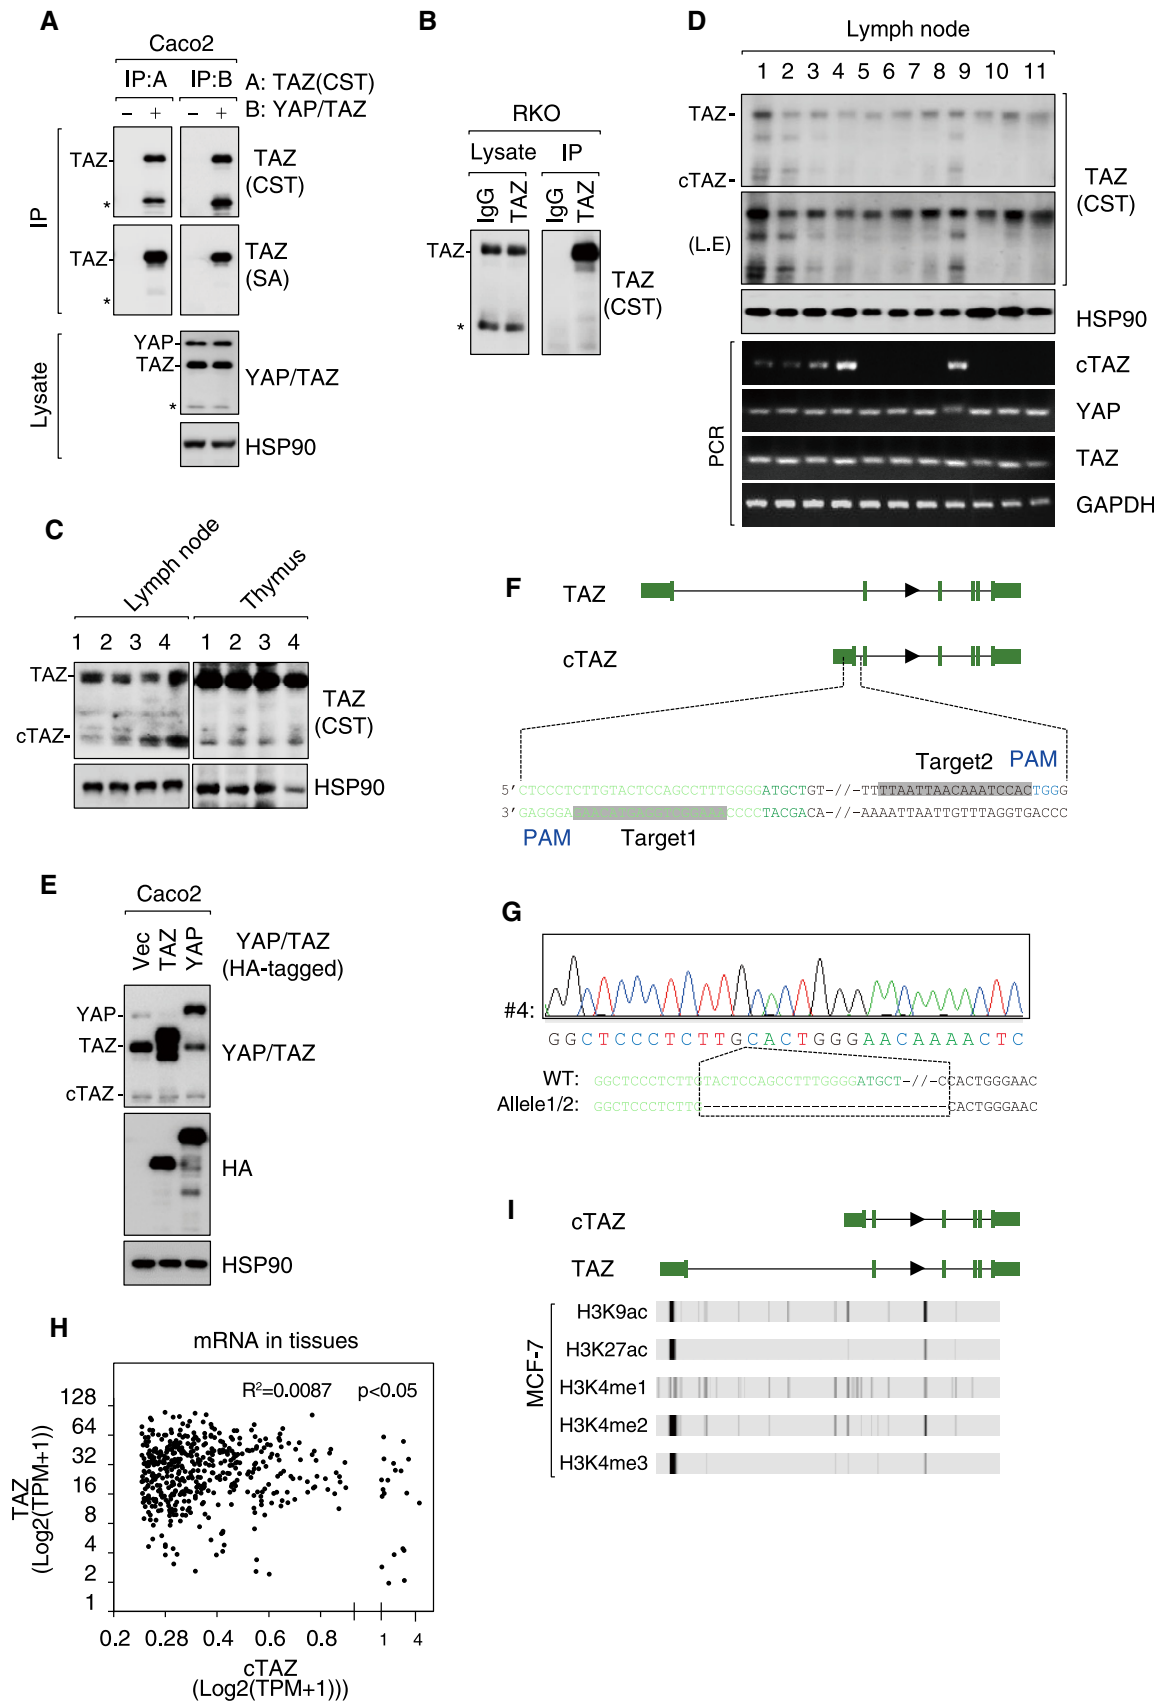 A
Caco2
IP:A IP:B A: TAZ(CST)
− + − + B: YAP/TAZ
IP
TAZ TAZ
(CST)
*
TAZ TAZ
(SA)
*
Lysate
YAP
TAZ YAP/TAZ
*
HSP90
B
RKO
Lysate IP
IgG TAZ IgG TAZ
TAZ
TAZ
(CST)
*
C
Lymph node Thymus
1 2 3 4 1 2 3 4
TAZ
TAZ
(CST)
cTAZ-
HSP90
D
Lymph node
1 2 3 4 5 6 7 8 9 10 11
TAZ-
cTAZ-
TAZ
(CST)
(L.E)
HSP90
PCR
cTAZ
YAP
TAZ
GAPDH
E
Caco2
Vec TAZ YAP YAP/TAZ
(HA-tagged)
YAP-
TAZ- YAP/TAZ
cTAZ-
HA
HSP90
F
TAZ
cTAZ
Target2 PAM
5′CTCCCTCTTGTACTCCAGCCTTTGGGGATGCTGT-//-TTTTAATTAACAAATCCACTGGG
3′ CCCCTACGACA-//-AAAATTAATTGTTTAGGTGACCC
PAM Target1
G
#4:
GGCTCCCTCTTGCACTGGGAACAAAACTC
WT: GGCTCCCTCTTGTACTCCAGCCTTTGGGGATGCT-//-CCACTGGGAAC
Allele1/2: GGCTCCCTCTTG---------------------------CACTGGGAAC
H
mRNA in tissues
R²=0.0087 p<0.05
128
64
32
16
8
4
2
1
TAZ
(Log2(TPM+1))
0.2 0.28 0.4 0.6 0.8 1 4
cTAZ
(Log2(TPM+1)))
I
cTAZ
TAZ
MCF-7
H3K9ac
H3K27ac
H3K4me1
H3K4me2
H3K4me3